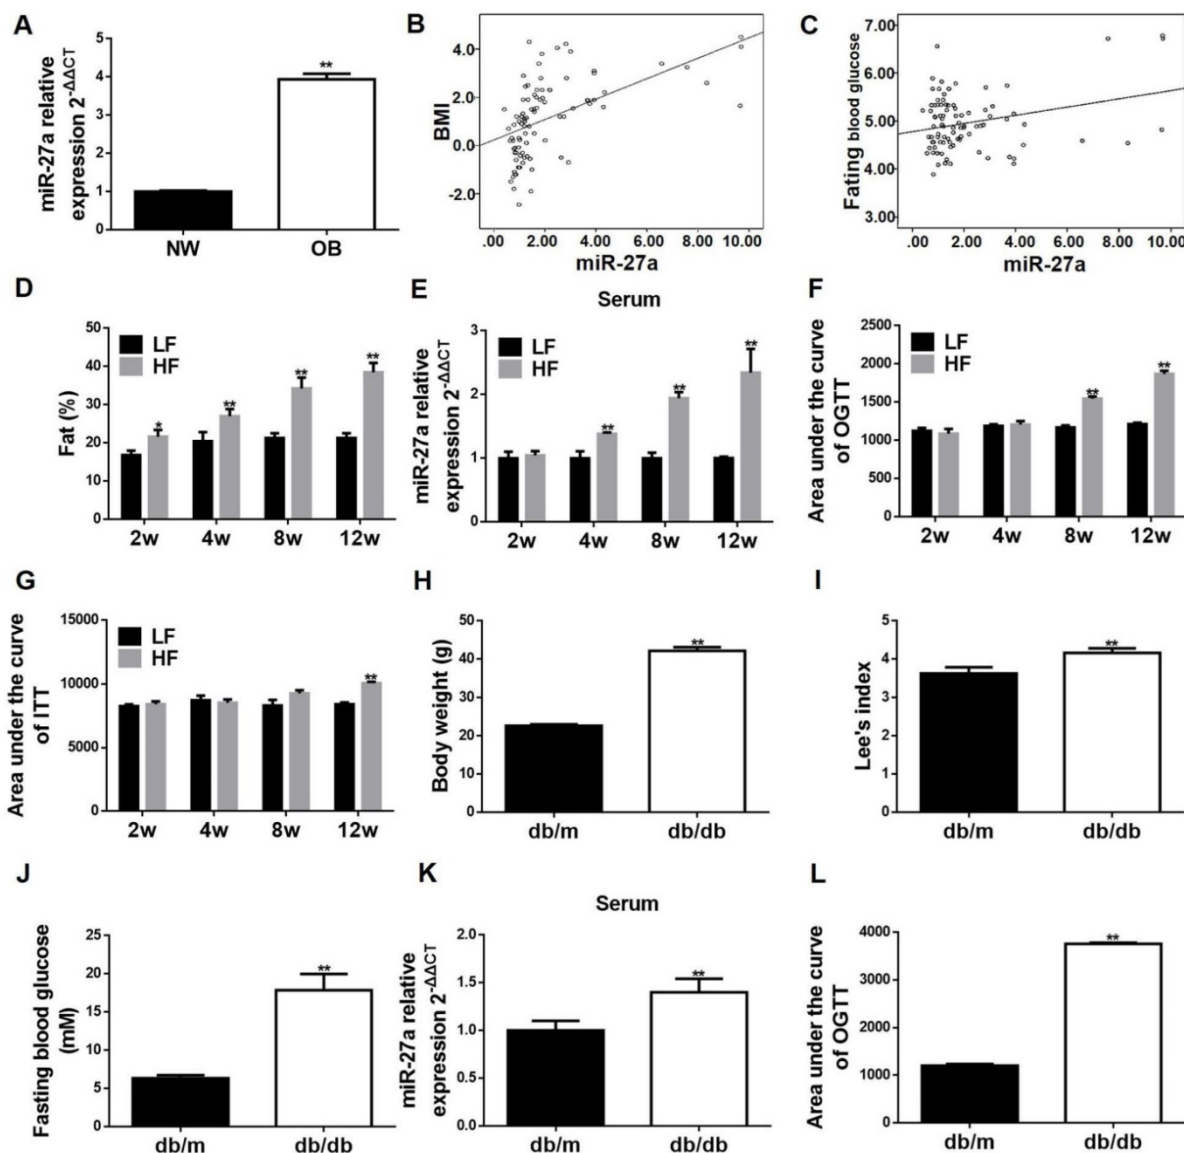 A
miR-27a relative
expression 2-ΔΔCT
5
4
3
2
1
0
**
NW
OB
B
BMI
4.0
2.0
0.0
-2.0
.00 2.00 4.00 6.00 8.00 10.00
miR-27a
C
Fating blood glucose
7.00
6.00
5.00
4.00
3.00
.00 2.00 4.00 6.00 8.00 10.00
miR-27a
D
Fat (%)
50
40
30
20
10
0
LF
HF
* ** ** **
2w 4w 8w 12w
E
Serum
miR-27a relative
expression 2-ΔΔCT
3
2
1
0
LF
HF
** ** **
2w 4w 8w 12w
F
Area under the curve
of OGTT
2500
2000
1500
1000
500
0
LF
HF
** **
2w 4w 8w 12w
G
Area under the curve
of ITT
15000
10000
5000
0
LF
HF
**
2w 4w 8w 12w
H
Body weight (g)
50
40
30
20
10
0
**
db/m db/db
I
Lee's index
5
4
3
2
1
0
**
db/m db/db
J
Fasting blood glucose
(mM)
25
20
15
10
5
0
**
db/m db/db
K
Serum
miR-27a relative
expression 2-ΔΔCT
2.0
1.5
1.0
0.5
0.0
**
db/m db/db
L
Area under the curve
of OGTT
4000
3000
2000
1000
0
**
db/m db/db